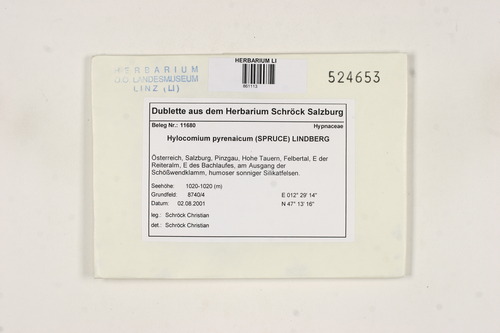 HERBARIUM
OÖ LANDESMUSEUM
LINZ (LI)
HERBARIUM LI
661113
524653
Dublette aus dem Herbarium Schröck Salzburg
Beleg Nr.: 11680 Hypnaceae
Hylocomium pyrenaicum (SPRUCE) LINDBERG
Österreich, Salzburg, Pinzgau, Hohe Tauern, Felbertal, E der
Reiteralm, E des Bachlaufes, am Ausgang der
Schößwendklamm, humoser sonniger Silikatfelsen.
Seehöhe: 1020-1020 (m)
Grundfeld: 8740/4 E 012° 29' 14"
Datum: 02.08.2001 N 47° 13' 16"
leg.: Schröck Christian
det.: Schröck Christian